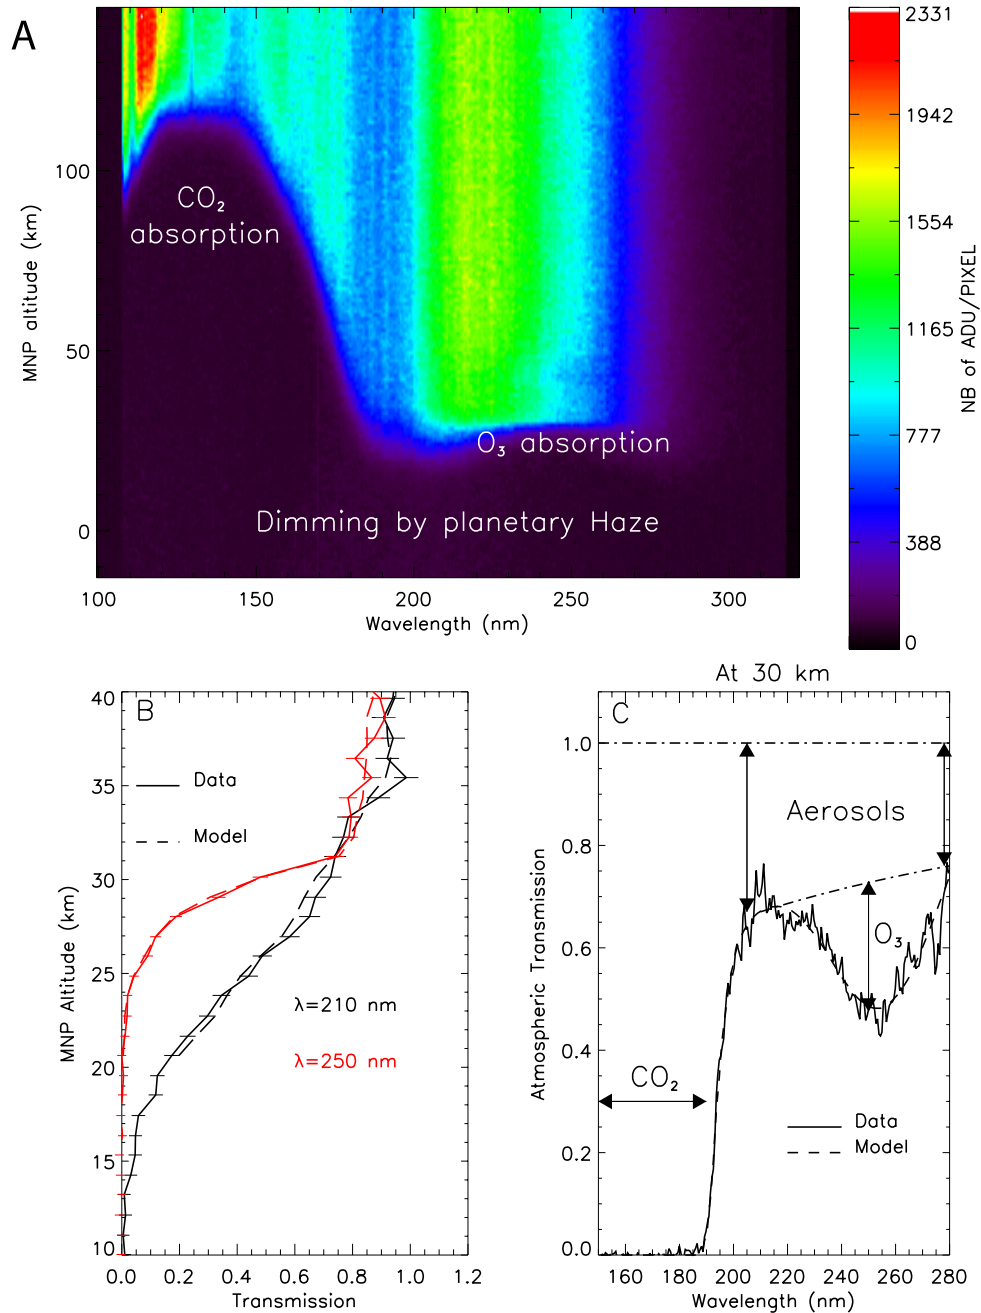 A
2331
1942
1554
1165
777
388
0
NB of ADU/PIXEL
MNP altitude (km)
100
50
0
CO₂
absorption
O₃ absorption
Dimming by planetary Haze
100 150 200 250 300
Wavelength (nm)
B
40
35
30
25
20
15
10
MNP Altitude (km)
Data
Model
λ=210 nm
λ=250 nm
0.0 0.2 0.4 0.6 0.8 1.0 1.2
Transmission
At 30 km
C
1.0
0.8
0.6
0.4
0.2
0.0
Atmospheric Transmission
Aerosols
O₃
CO₂
Data
Model
160 180 200 220 240 260 280
Wavelength (nm)